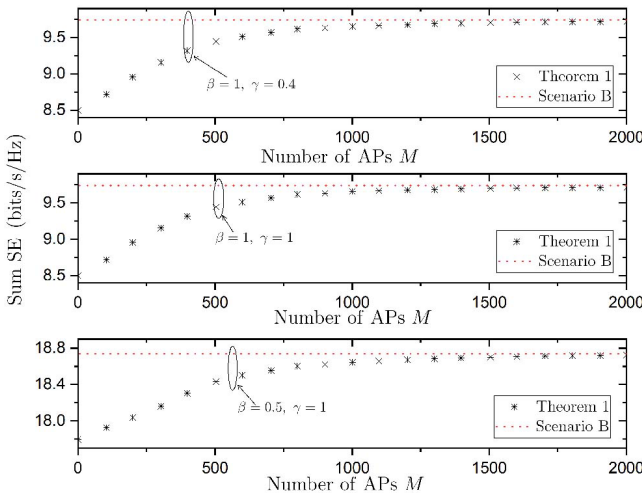 Sum SE (bits/s/Hz)
9.5
9.0
8.5
β = 1, γ = 0.4
Theorem 1
Scenario B
0 500 1000 1500 2000
Number of APs M
9.5
9.0
8.5
β = 1, γ = 1
Theorem 1
Scenario B
0 500 1000 1500 2000
Number of APs M
18.8
18.4
18.0
β = 0.5, γ = 1
Theorem 1
Scenario B
0 500 1000 1500 2000
Number of APs M